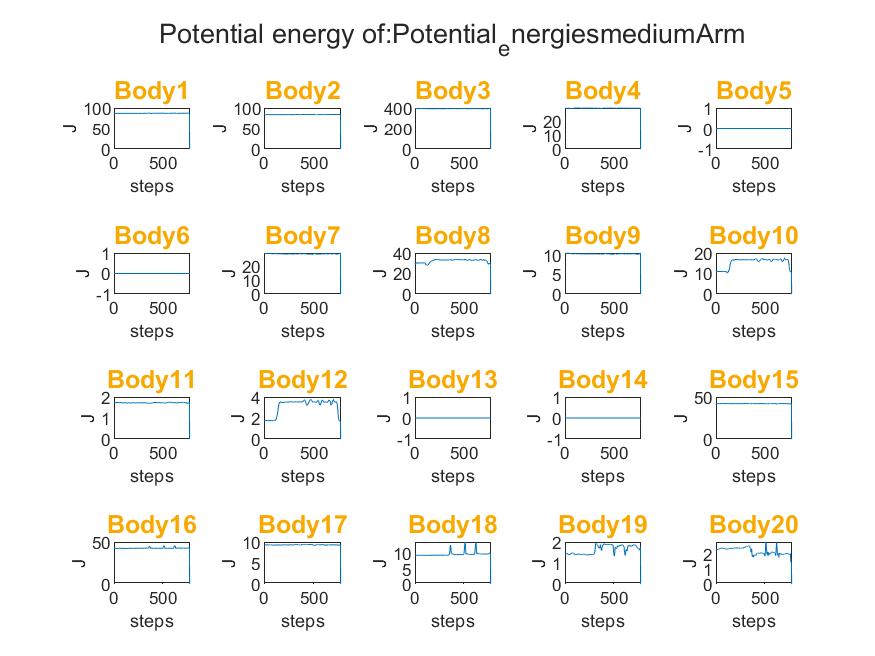 Potential energy of:Potential_energiesmediumArm
Body1 Body2 Body3 Body4 Body5
100 50 0 J 0 500 steps
100 50 0 J 0 500 steps
400 200 0 J 0 500 steps
20 10 0 J 0 500 steps
1 0 -1 J 0 500 steps
Body6 Body7 Body8 Body9 Body10
1 0 -1 J 0 500 steps
20 10 0 J 0 500 steps
40 20 0 J 0 500 steps
10 5 0 J 0 500 steps
20 10 0 J 0 500 steps
Body11 Body12 Body13 Body14 Body15
2 1 0 J 0 500 steps
4 2 0 J 0 500 steps
1 0 -1 J 0 500 steps
1 0 -1 J 0 500 steps
50 0 J 0 500 steps
Body16 Body17 Body18 Body19 Body20
50 0 J 0 500 steps
10 5 0 J 0 500 steps
10 5 0 J 0 500 steps
2 1 0 J 0 500 steps
2 1 0 J 0 500 steps